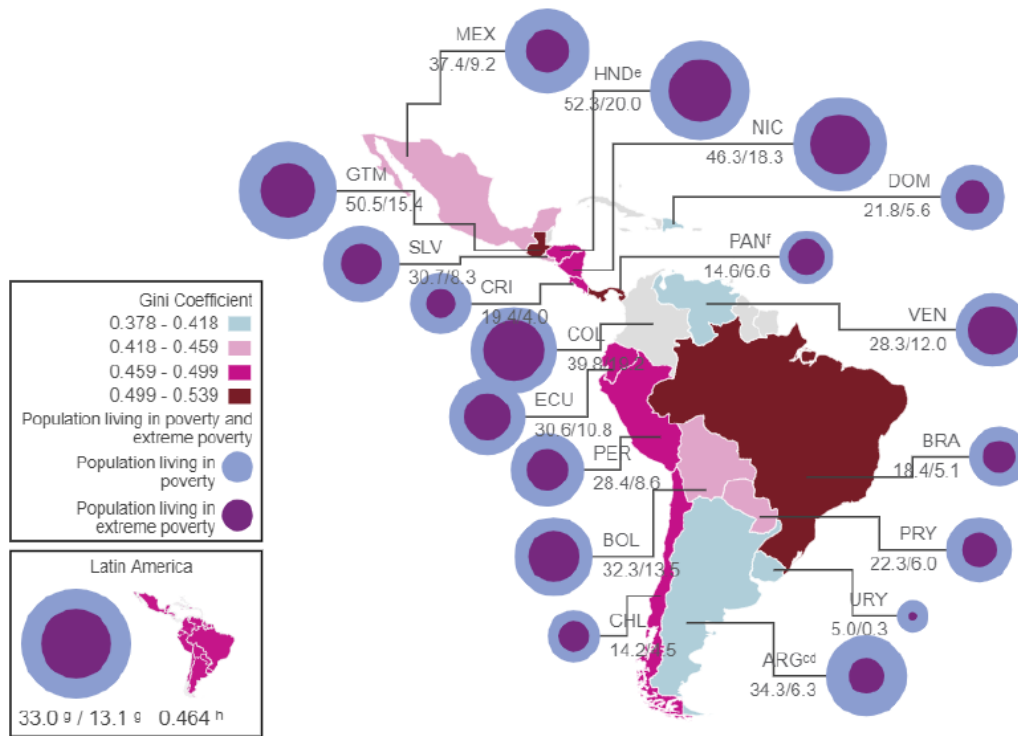 MEX
37.4/9.2
HNDᵉ
52.3/20.0
NIC
46.3/18.3
GTM
50.5/15.4
DOM
21.8/5.6
SLV
30.7/8.3
PANᶠ
14.6/6.6
CRI
19.4/4.0
VEN
28.3/12.0
COL
ECU
30.6/10.8
PER
28.4/8.6
BRA
18.4/5.1
BOL
32.3/13.5
PRY
22.3/6.0
CHL
URY
5.0/0.3
ARGᶜᵈ
34.3/6.3
Gini Coefficient
0.378 - 0.418
0.418 - 0.459
0.459 - 0.499
0.499 - 0.539
Population living in poverty and
extreme poverty
Population living in
poverty
Population living in
extreme poverty
Latin America
33.0 ᵍ / 13.1 ᵍ 0.464 ʰ